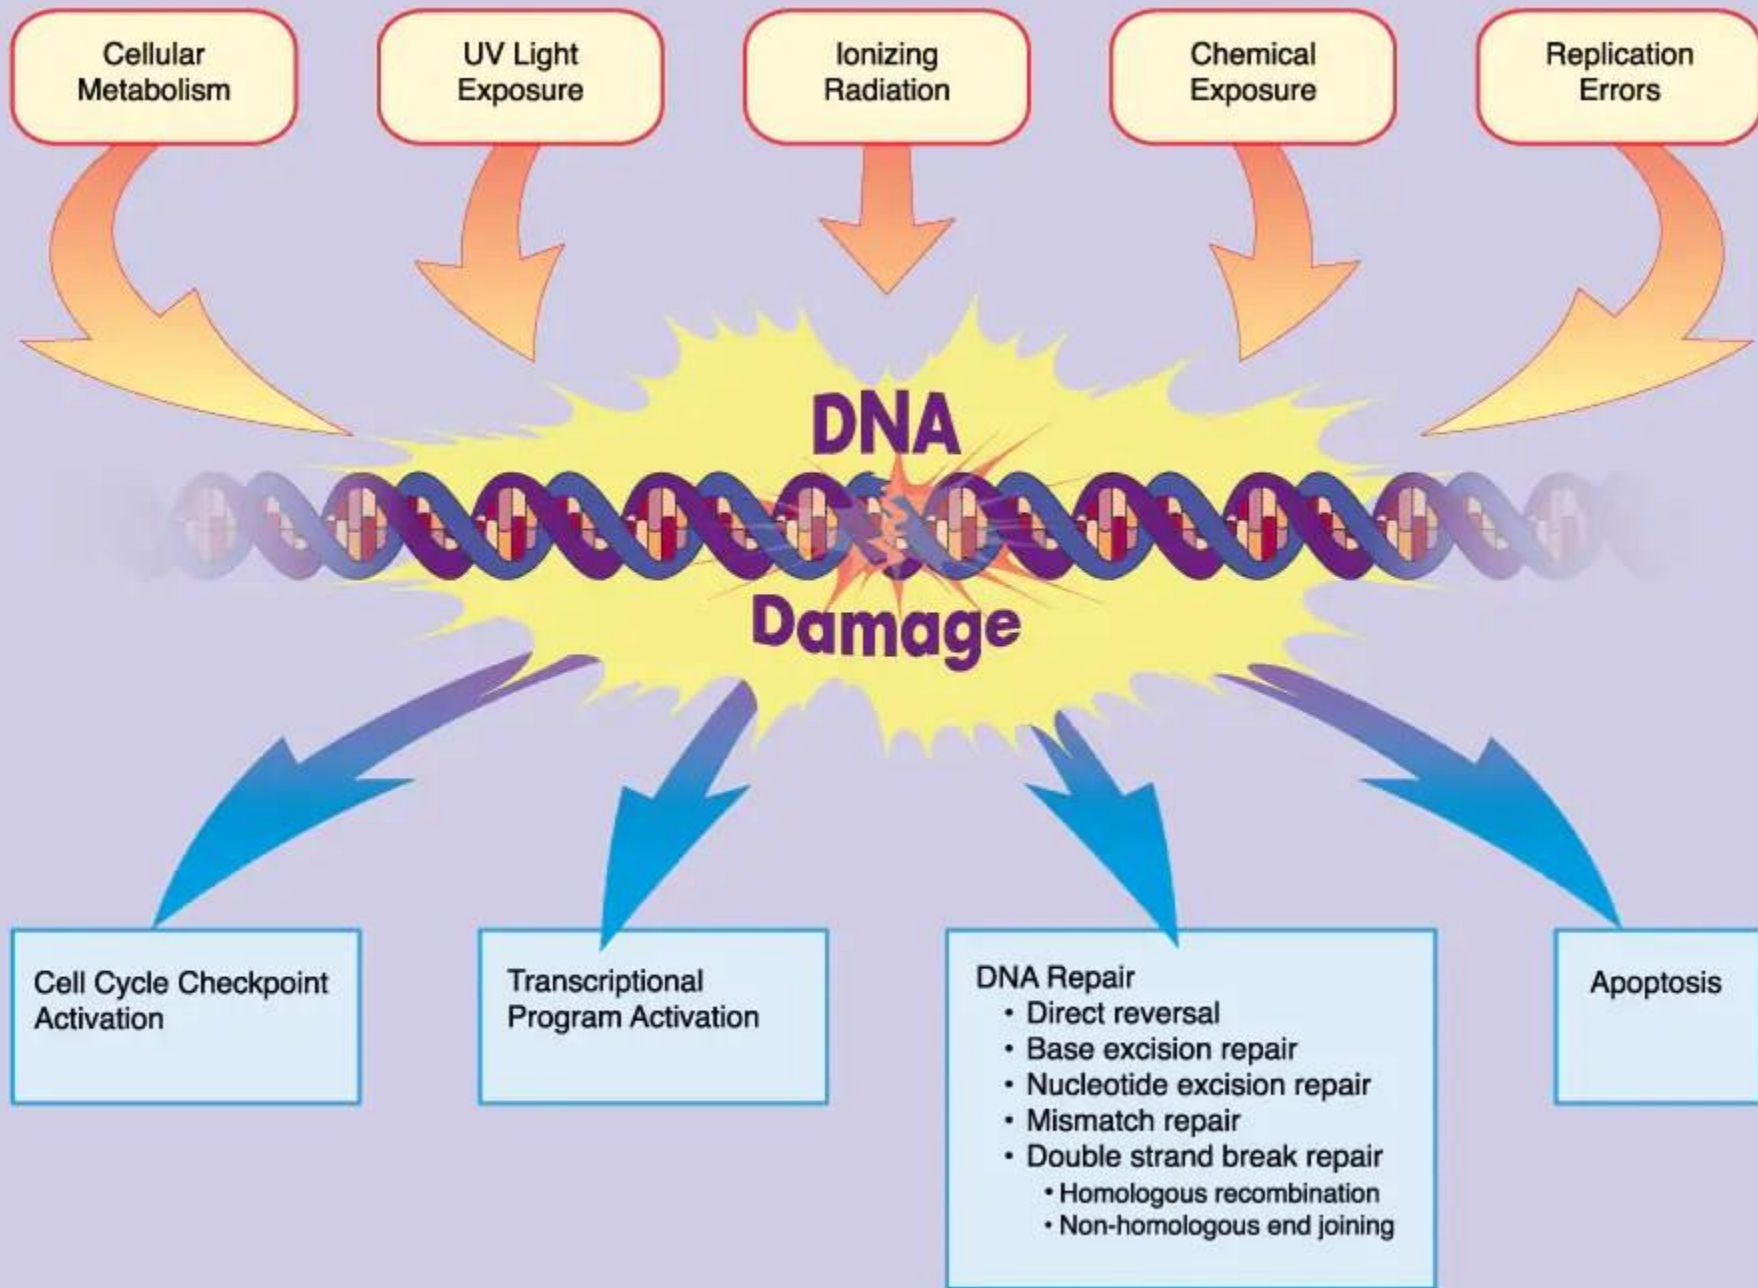 Cellular
Metabolism
UV Light
Exposure
Ionizing
Radiation
Chemical
Exposure
Replication
Errors
DNA
Damage
Cell Cycle Checkpoint
Activation
Transcriptional
Program Activation
DNA Repair
• Direct reversal
• Base excision repair
• Nucleotide excision repair
• Mismatch repair
• Double strand break repair
• Homologous recombination
• Non-homologous end joining
Apoptosis